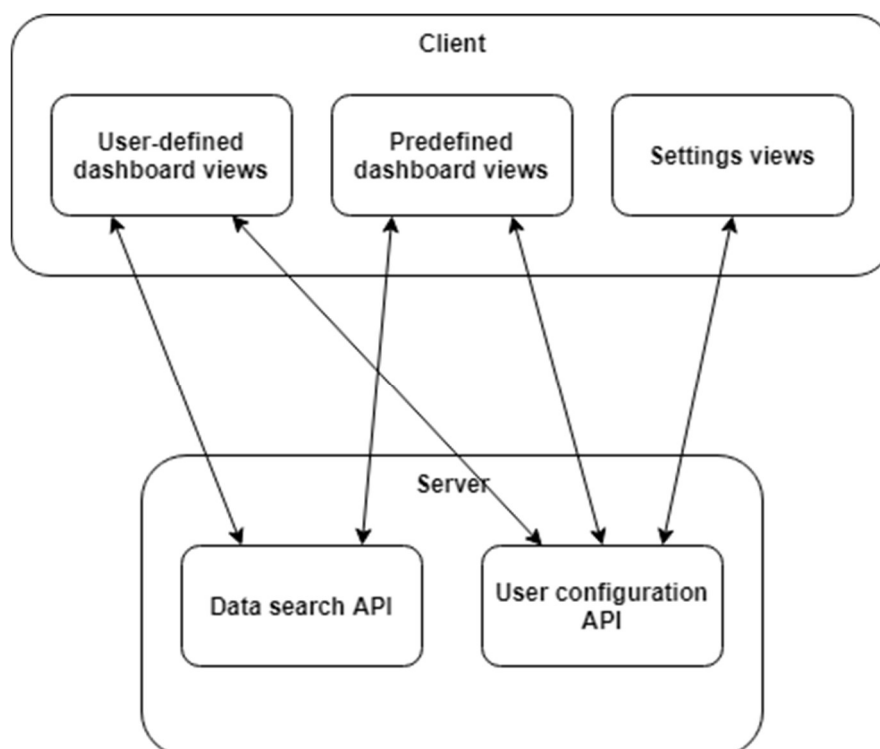 Client
User-defined
dashboard views
Predefined
dashboard views
Settings views
Server
Data search API
User configuration
API